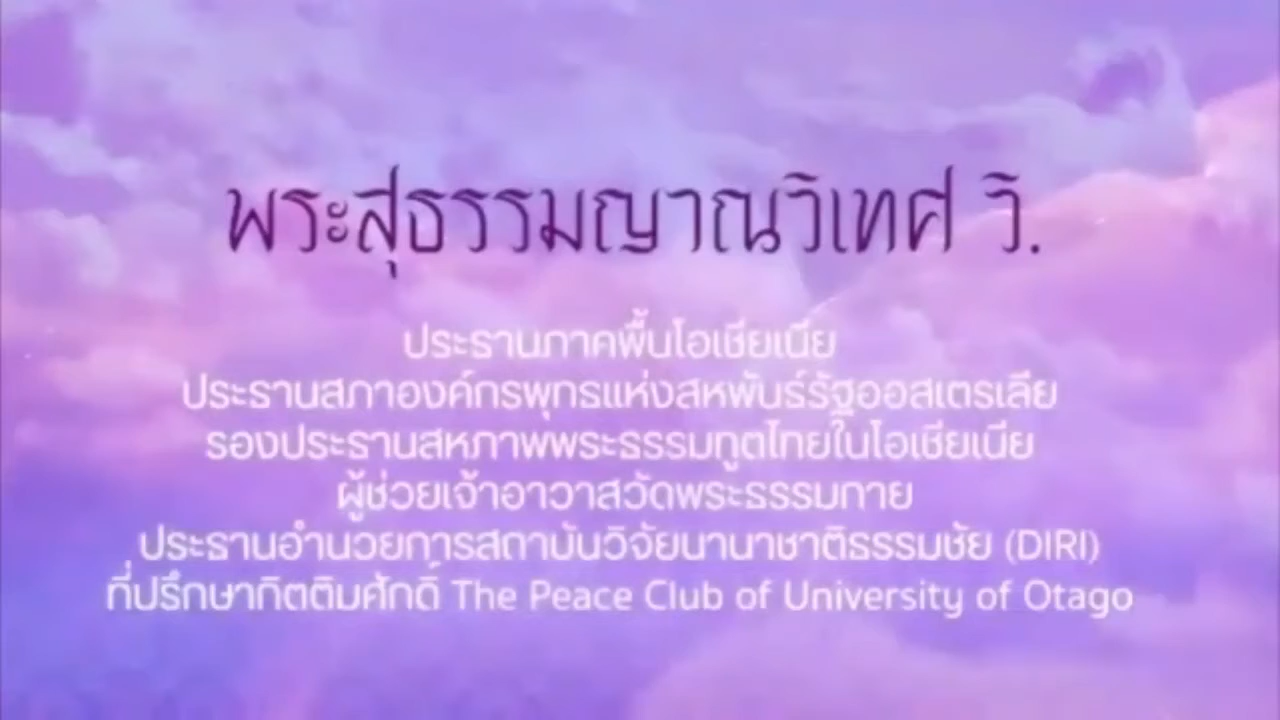 พระสุธรรมญาณวิเทศ วิ.
ประธานภาคพื้นโอเชียเนีย
ประธานสภาองค์กรพุทธแห่งสหพันธ์รัฐออสเตรเลีย
รองประธานสหภาพพระธรรมทูตไทยในโอเชียเนีย
ผู้ช่วยเจ้าอาวาสวัดพระธรรมกาย
ประธานอำนวยการสถาบันวิจัยนานาชาติธรรมชัย (DIRI)
ที่ปรึกษากิตติมศักดิ์ The Peace Club of University of Otago